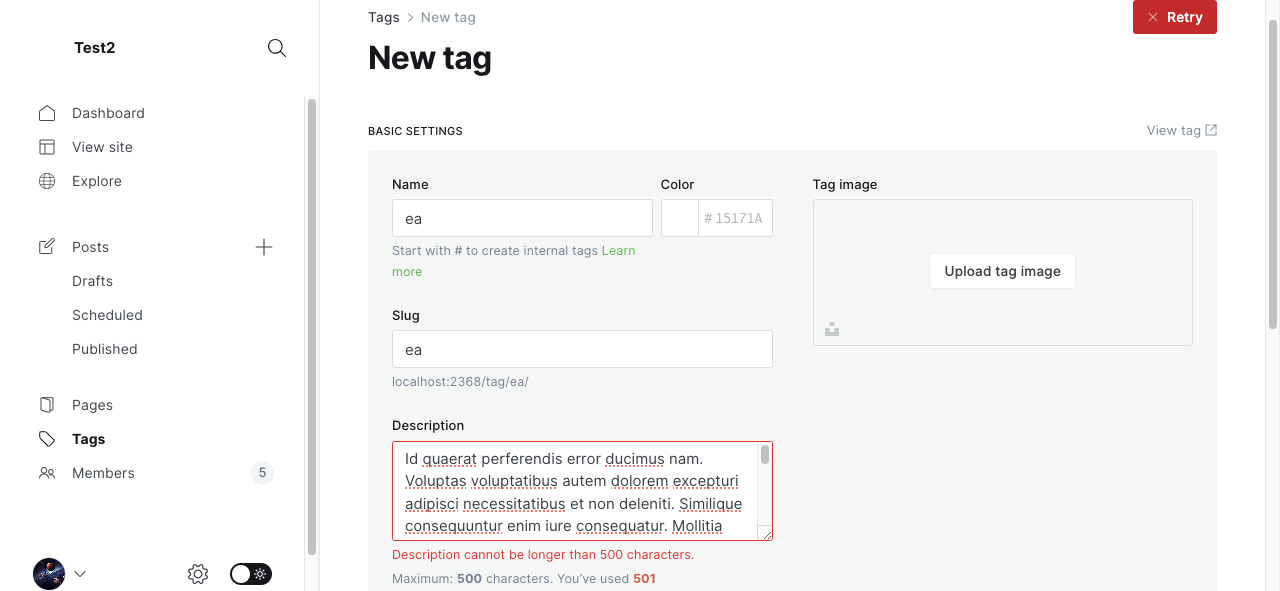 Test2
Dashboard
View site
Explore
Posts
Drafts
Scheduled
Published
Pages
Tags
Members
5
Tags > New tag
Retry
New tag
BASIC SETTINGS
View tag
Name
ea
Start with # to create internal tags Learn
more
Color
# 15171A
Slug
ea
localhost:2368/tag/ea/
Description
Id quaerat perferendis error ducimus nam.
Voluptas voluptatibus autem dolorem excepturi
adipisci necessitatibus et non deleniti. Similique
consequuntur enim iure consequatur. Mollitia
Description cannot be longer than 500 characters.
Maximum: 500 characters. You've used 501
Tag image
Upload tag image